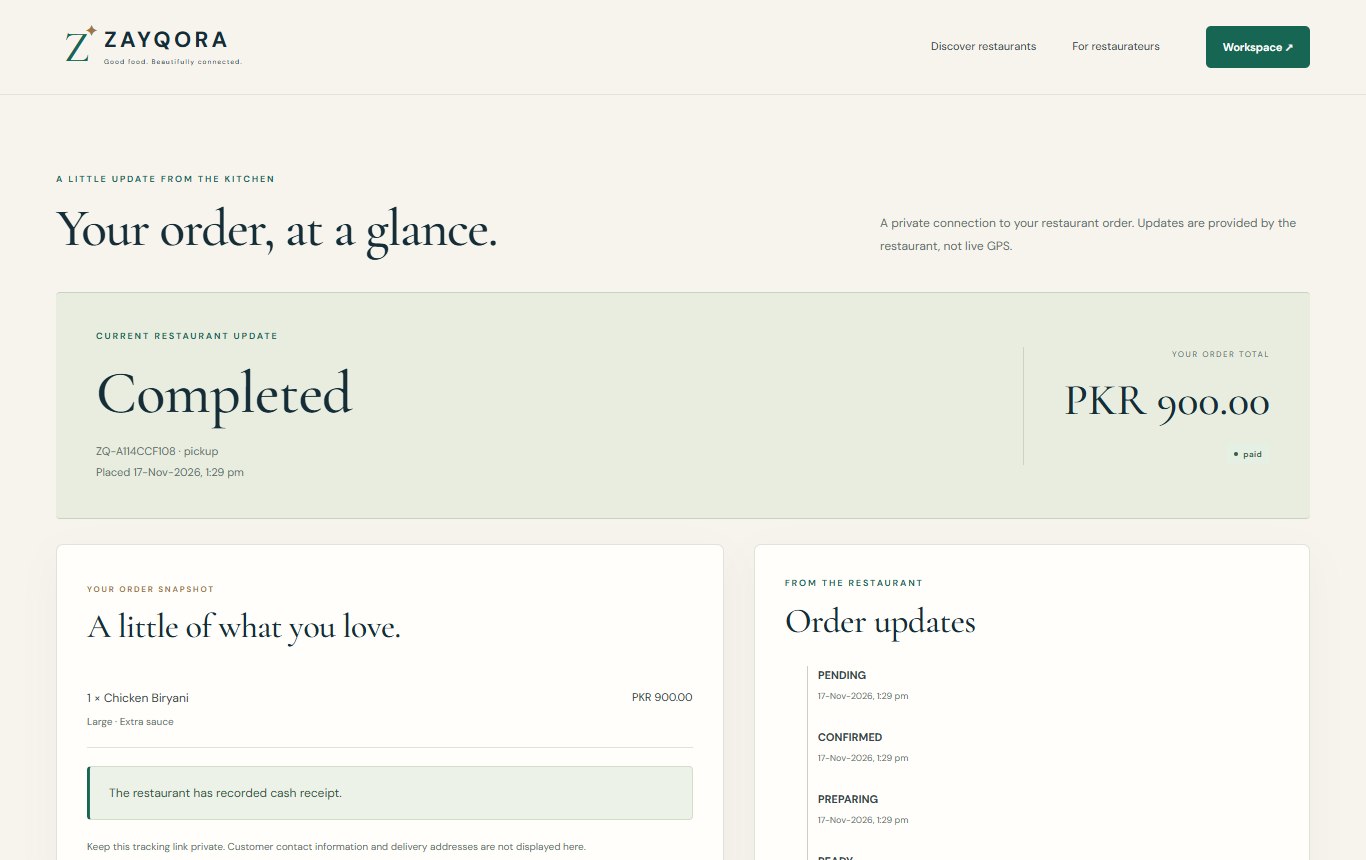 Z ZAYQORA
Good food. Beautifully connected.
Discover restaurants
For restaurateurs
Workspace ↗
A LITTLE UPDATE FROM THE KITCHEN
Your order, at a glance.
A private connection to your restaurant order. Updates are provided by the
restaurant, not live GPS.
CURRENT RESTAURANT UPDATE
Completed
ZQ-A114CCF108 · pickup
Placed 17-Nov-2026, 1:29 pm
YOUR ORDER TOTAL
PKR 900.00
paid
YOUR ORDER SNAPSHOT
A little of what you love.
1 × Chicken Biryani
PKR 900.00
Large · Extra sauce
The restaurant has recorded cash receipt.
Keep this tracking link private. Customer contact information and delivery addresses are not displayed here.
FROM THE RESTAURANT
Order updates
PENDING
17-Nov-2026, 1:29 pm
CONFIRMED
17-Nov-2026, 1:29 pm
PREPARING
17-Nov-2026, 1:29 pm
READY